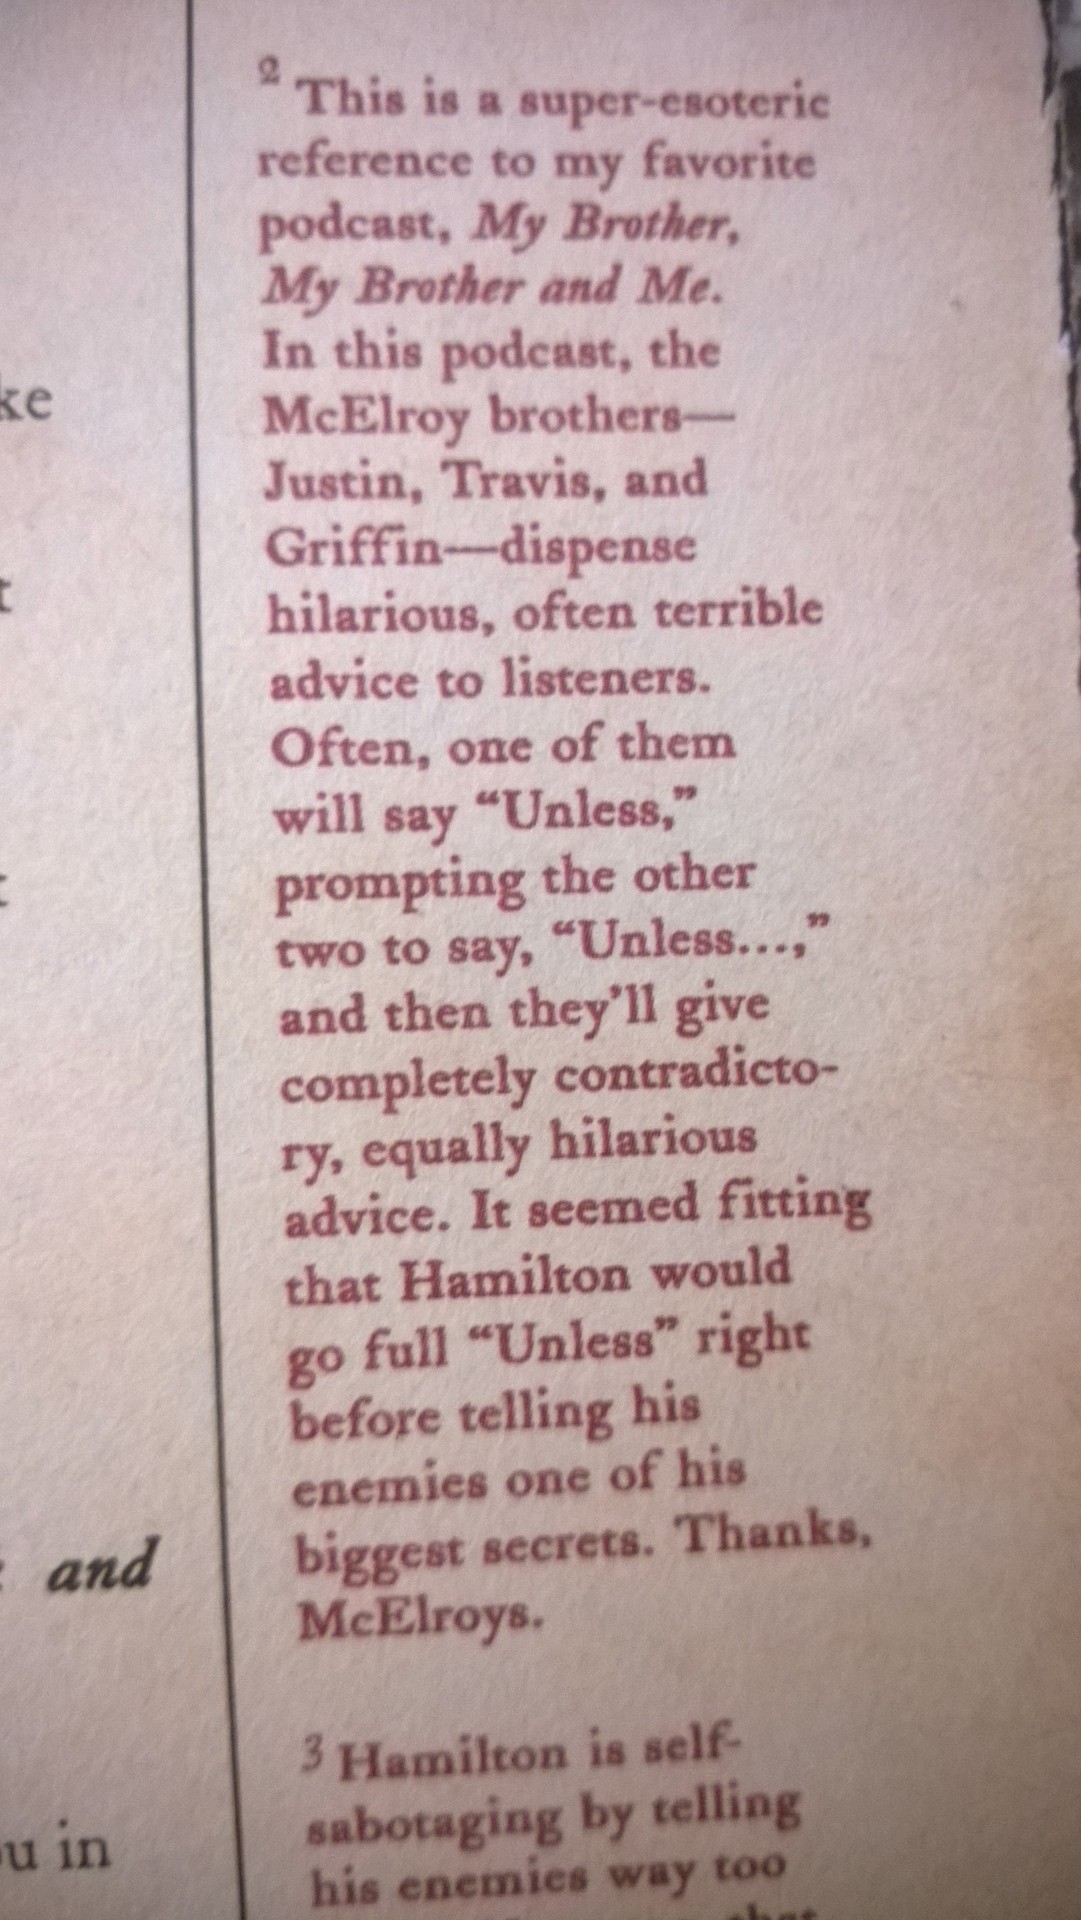 ke
t
t
and
u in
2 This is a super-esoteric
reference to my favorite
podcast, My Brother,
My Brother and Me.
In this podcast, the
McElroy brothers—
Justin, Travis, and
Griffin—dispense
hilarious, often terrible
advice to listeners.
Often, one of them
will say “Unless,”
prompting the other
two to say, “Unless...,”
and then they’ll give
completely contradicto-
ry, equally hilarious
advice. It seemed fitting
that Hamilton would
go full “Unless” right
before telling his
enemies one of his
biggest secrets. Thanks,
McElroys.
3 Hamilton is self-
sabotaging by telling
his enemies way too
that